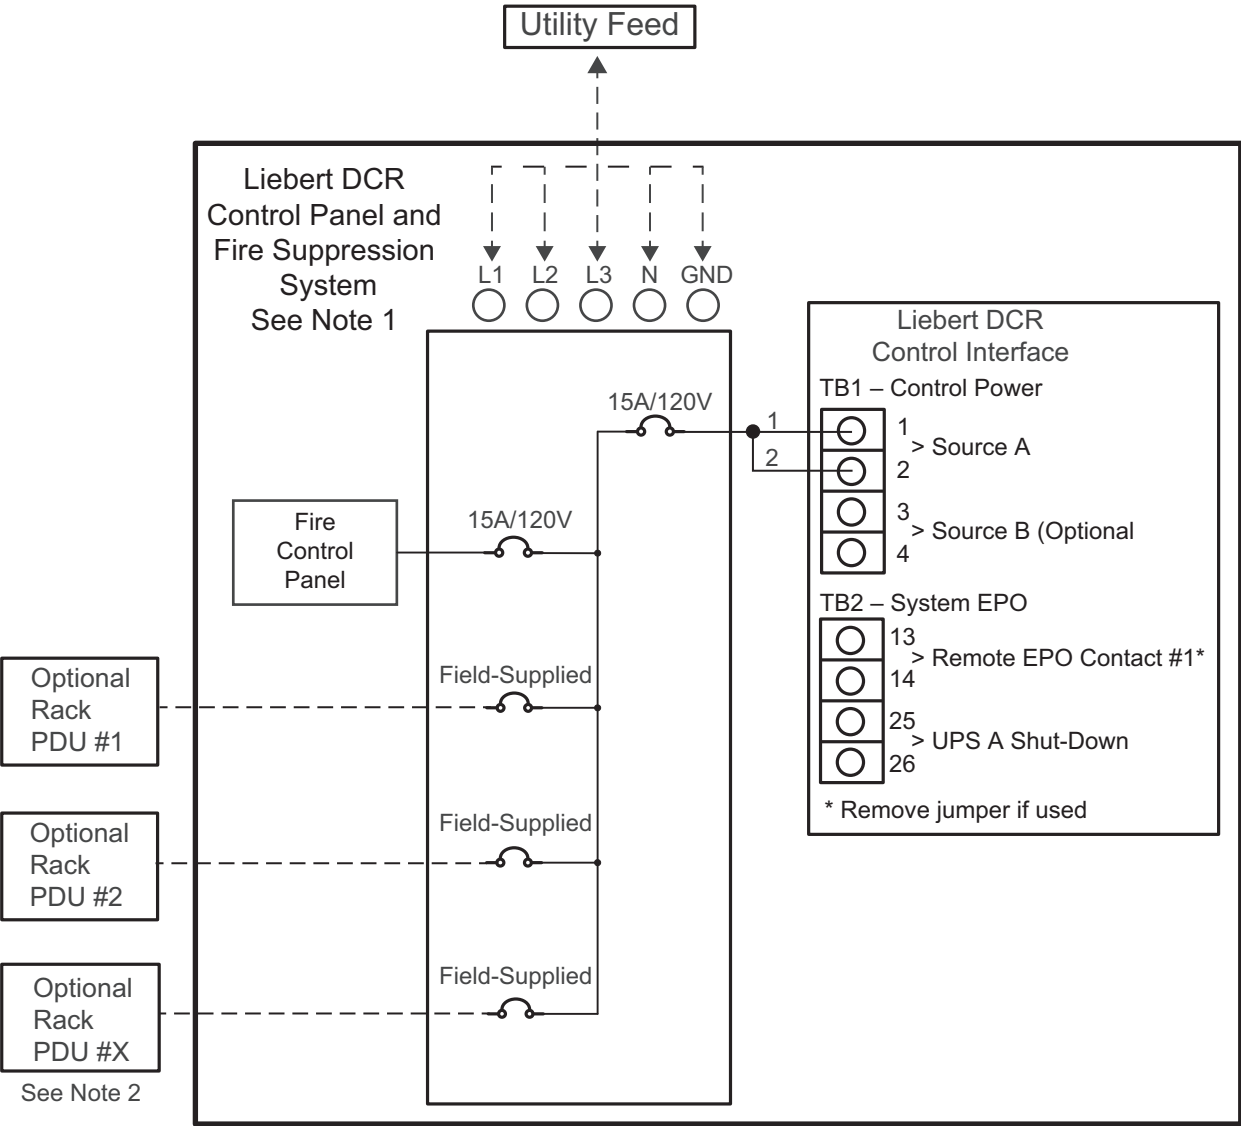 Utility Feed
Liebert DCR
Control Panel and
Fire Suppression
System
See Note 1
L1 L2 L3 N GND
Liebert DCR
Control Interface
TB1 – Control Power
15A/120V
1
2
1
> Source A
2
3
> Source B (Optional
4
15A/120V
Fire
Control
Panel
TB2 – System EPO
13
> Remote EPO Contact #1*
14
25
> UPS A Shut-Down
26
* Remove jumper if used
Optional
Rack
PDU #1
Field-Supplied
Optional
Rack
PDU #2
Field-Supplied
Optional
Rack
PDU #X
Field-Supplied
See Note 2